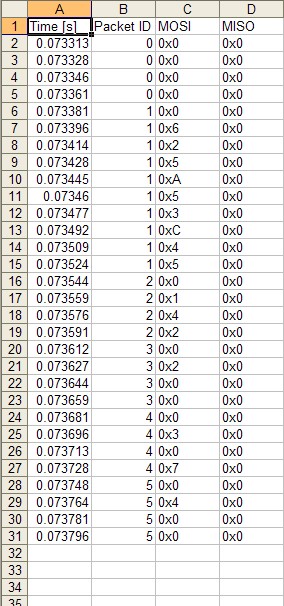 A B C D
1 Time [s] Packet ID MOSI MISO
2 0.073313 0 0x0 0x0
3 0.073328 0 0x0 0x0
4 0.073346 0 0x0 0x0
5 0.073361 0 0x0 0x0
6 0.073381 1 0x0 0x0
7 0.073396 1 0x6 0x0
8 0.073414 1 0x2 0x0
9 0.073428 1 0x5 0x0
10 0.073445 1 0xA 0x0
11 0.07346 1 0x5 0x0
12 0.073477 1 0x3 0x0
13 0.073492 1 0xC 0x0
14 0.073509 1 0x4 0x0
15 0.073524 1 0x5 0x0
16 0.073544 2 0x0 0x0
17 0.073559 2 0x1 0x0
18 0.073576 2 0x4 0x0
19 0.073591 2 0x2 0x0
20 0.073612 3 0x0 0x0
21 0.073627 3 0x2 0x0
22 0.073644 3 0x0 0x0
23 0.073659 3 0x0 0x0
24 0.073681 4 0x0 0x0
25 0.073696 4 0x3 0x0
26 0.073713 4 0x0 0x0
27 0.073728 4 0x7 0x0
28 0.073748 5 0x0 0x0
29 0.073764 5 0x4 0x0
30 0.073781 5 0x0 0x0
31 0.073796 5 0x0 0x0
32
33
34
35